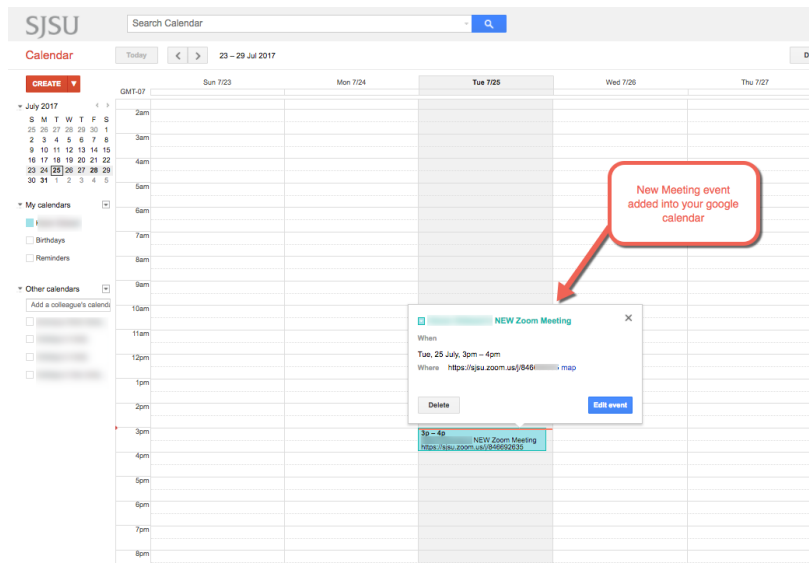 SJSU
Search Calendar
Calendar
Today
23 – 29 Jul 2017
D
CREATE
July 2017
S M T W T F S
25 26 27 28 29 30 1
2 3 4 5 6 7 8
9 10 11 12 13 14 15
16 17 18 19 20 21 22
23 24 25 26 27 28 29
30 31 1 2 3 4 5
My calendars
Birthdays
Reminders
Other calendars
Add a colleague's calenda
GMT-07
Sun 7/23
Mon 7/24
Tue 7/25
Wed 7/26
Thu 7/27
2am
3am
4am
5am
6am
7am
8am
9am
10am
11am
12pm
1pm
2pm
3pm
4pm
5pm
6pm
7pm
8pm
New Meeting event
added into your google
calendar
NEW Zoom Meeting
When
Tue, 25 July, 3pm – 4pm
Where https://sjsu.zoom.us/j/846 map
Delete
Edit event
3p – 4p
NEW Zoom Meeting
https://sjsu.zoom.us/j/846692635